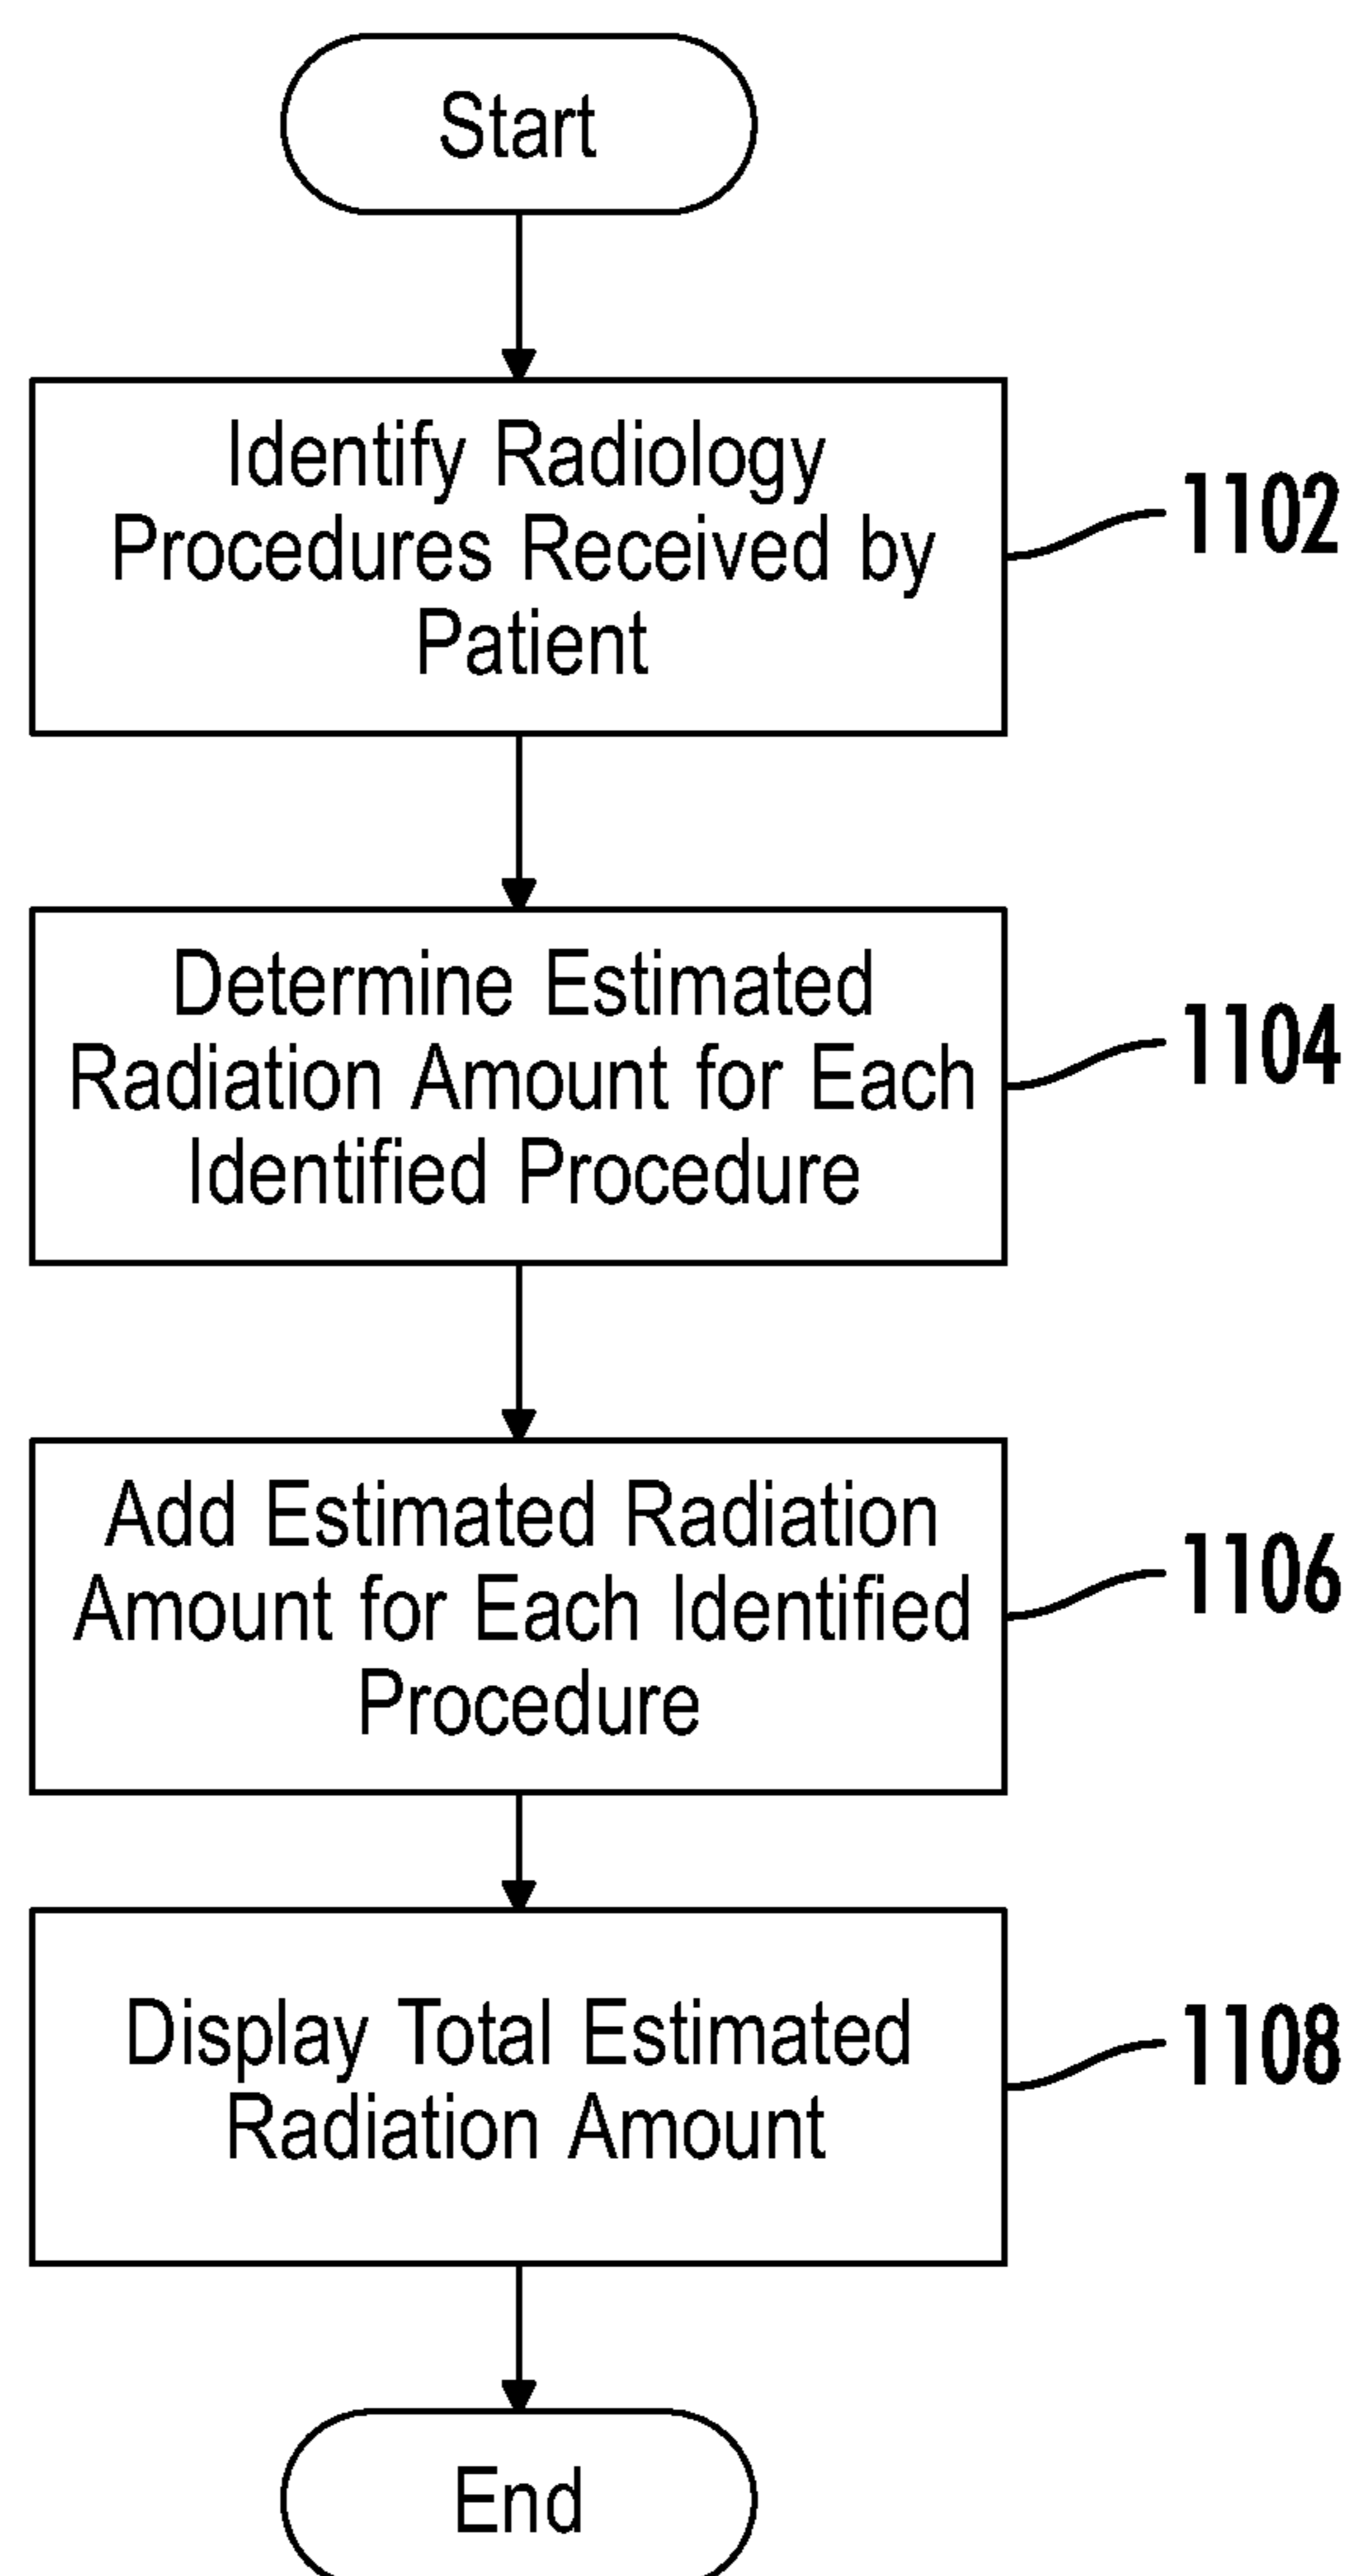 Start
Identify Radiology
Procedures Received by
Patient
1102
Determine Estimated
Radiation Amount for Each
Identified Procedure
1104
Add Estimated Radiation
Amount for Each Identified
Procedure
1106
Display Total Estimated
Radiation Amount
1108
End